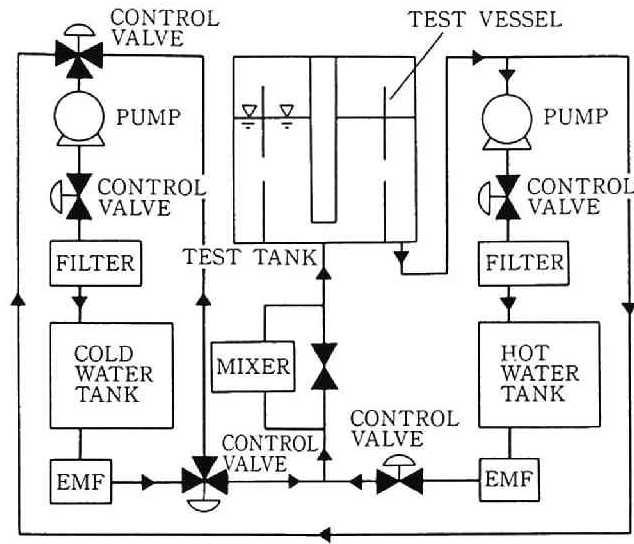 CONTROL
VALVE
TEST VESSEL
PUMP
PUMP
CONTROL
VALVE
CONTROL
VALVE
FILTER
TEST TANK
FILTER
COLD
WATER
TANK
MIXER
HOT
WATER
TANK
CONTROL
VALVE
CONTROL
VALVE
EMF
EMF